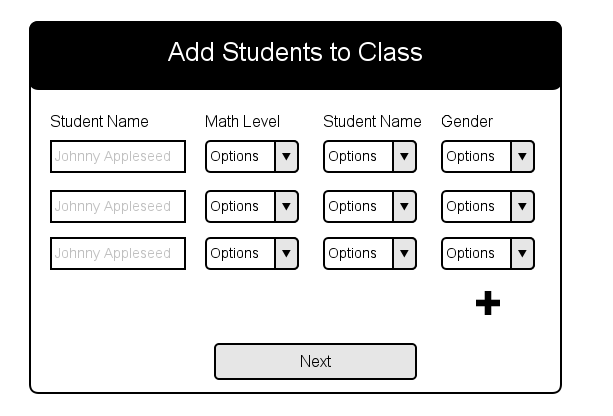 Add Students to Class
Student Name Math Level Student Name Gender
Johnny Appleseed Options Options Options
Johnny Appleseed Options Options Options
Johnny Appleseed Options Options Options
Next